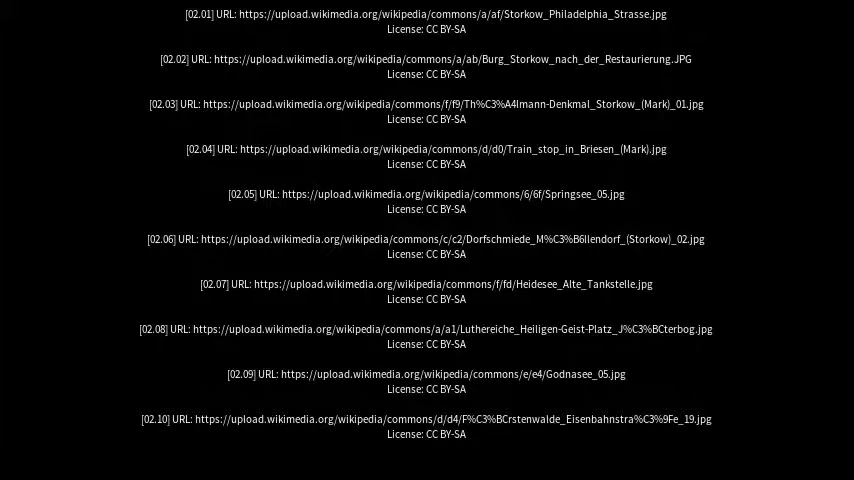 [02.01] URL: https://upload.wikimedia.org/wikipedia/commons/a/af/Storkow_Philadelphia_Strasse.jpg
License: CC BY-SA
[02.02] URL: https://upload.wikimedia.org/wikipedia/commons/a/ab/Burg_Storkow_nach_der_Restaurierung.JPG
License: CC BY-SA
[02.03] URL: https://upload.wikimedia.org/wikipedia/commons/f/f9/Th%C3%A4lmann-Denkmal_Storkow_(Mark)_01.jpg
License: CC BY-SA
[02.04] URL: https://upload.wikimedia.org/wikipedia/commons/d/d0/Train_stop_in_Briesen_(Mark).jpg
License: CC BY-SA
[02.05] URL: https://upload.wikimedia.org/wikipedia/commons/6/6f/Springsee_05.jpg
License: CC BY-SA
[02.06] URL: https://upload.wikimedia.org/wikipedia/commons/c/c2/Dorfschmiede_M%C3%B6llendorf_(Storkow)_02.jpg
License: CC BY-SA
[02.07] URL: https://upload.wikimedia.org/wikipedia/commons/f/fd/Heidesee_Alte_Tankstelle.jpg
License: CC BY-SA
[02.08] URL: https://upload.wikimedia.org/wikipedia/commons/a/a1/Luthereiche_Heiligen-Geist-Platz_J%C3%BCterbog.jpg
License: CC BY-SA
[02.09] URL: https://upload.wikimedia.org/wikipedia/commons/e/e4/Godnasee_05.jpg
License: CC BY-SA
[02.10] URL: https://upload.wikimedia.org/wikipedia/commons/d/d4/F%C3%BCrstenwalde_Eisenbahnstra%C3%9Fe_19.jpg
License: CC BY-SA